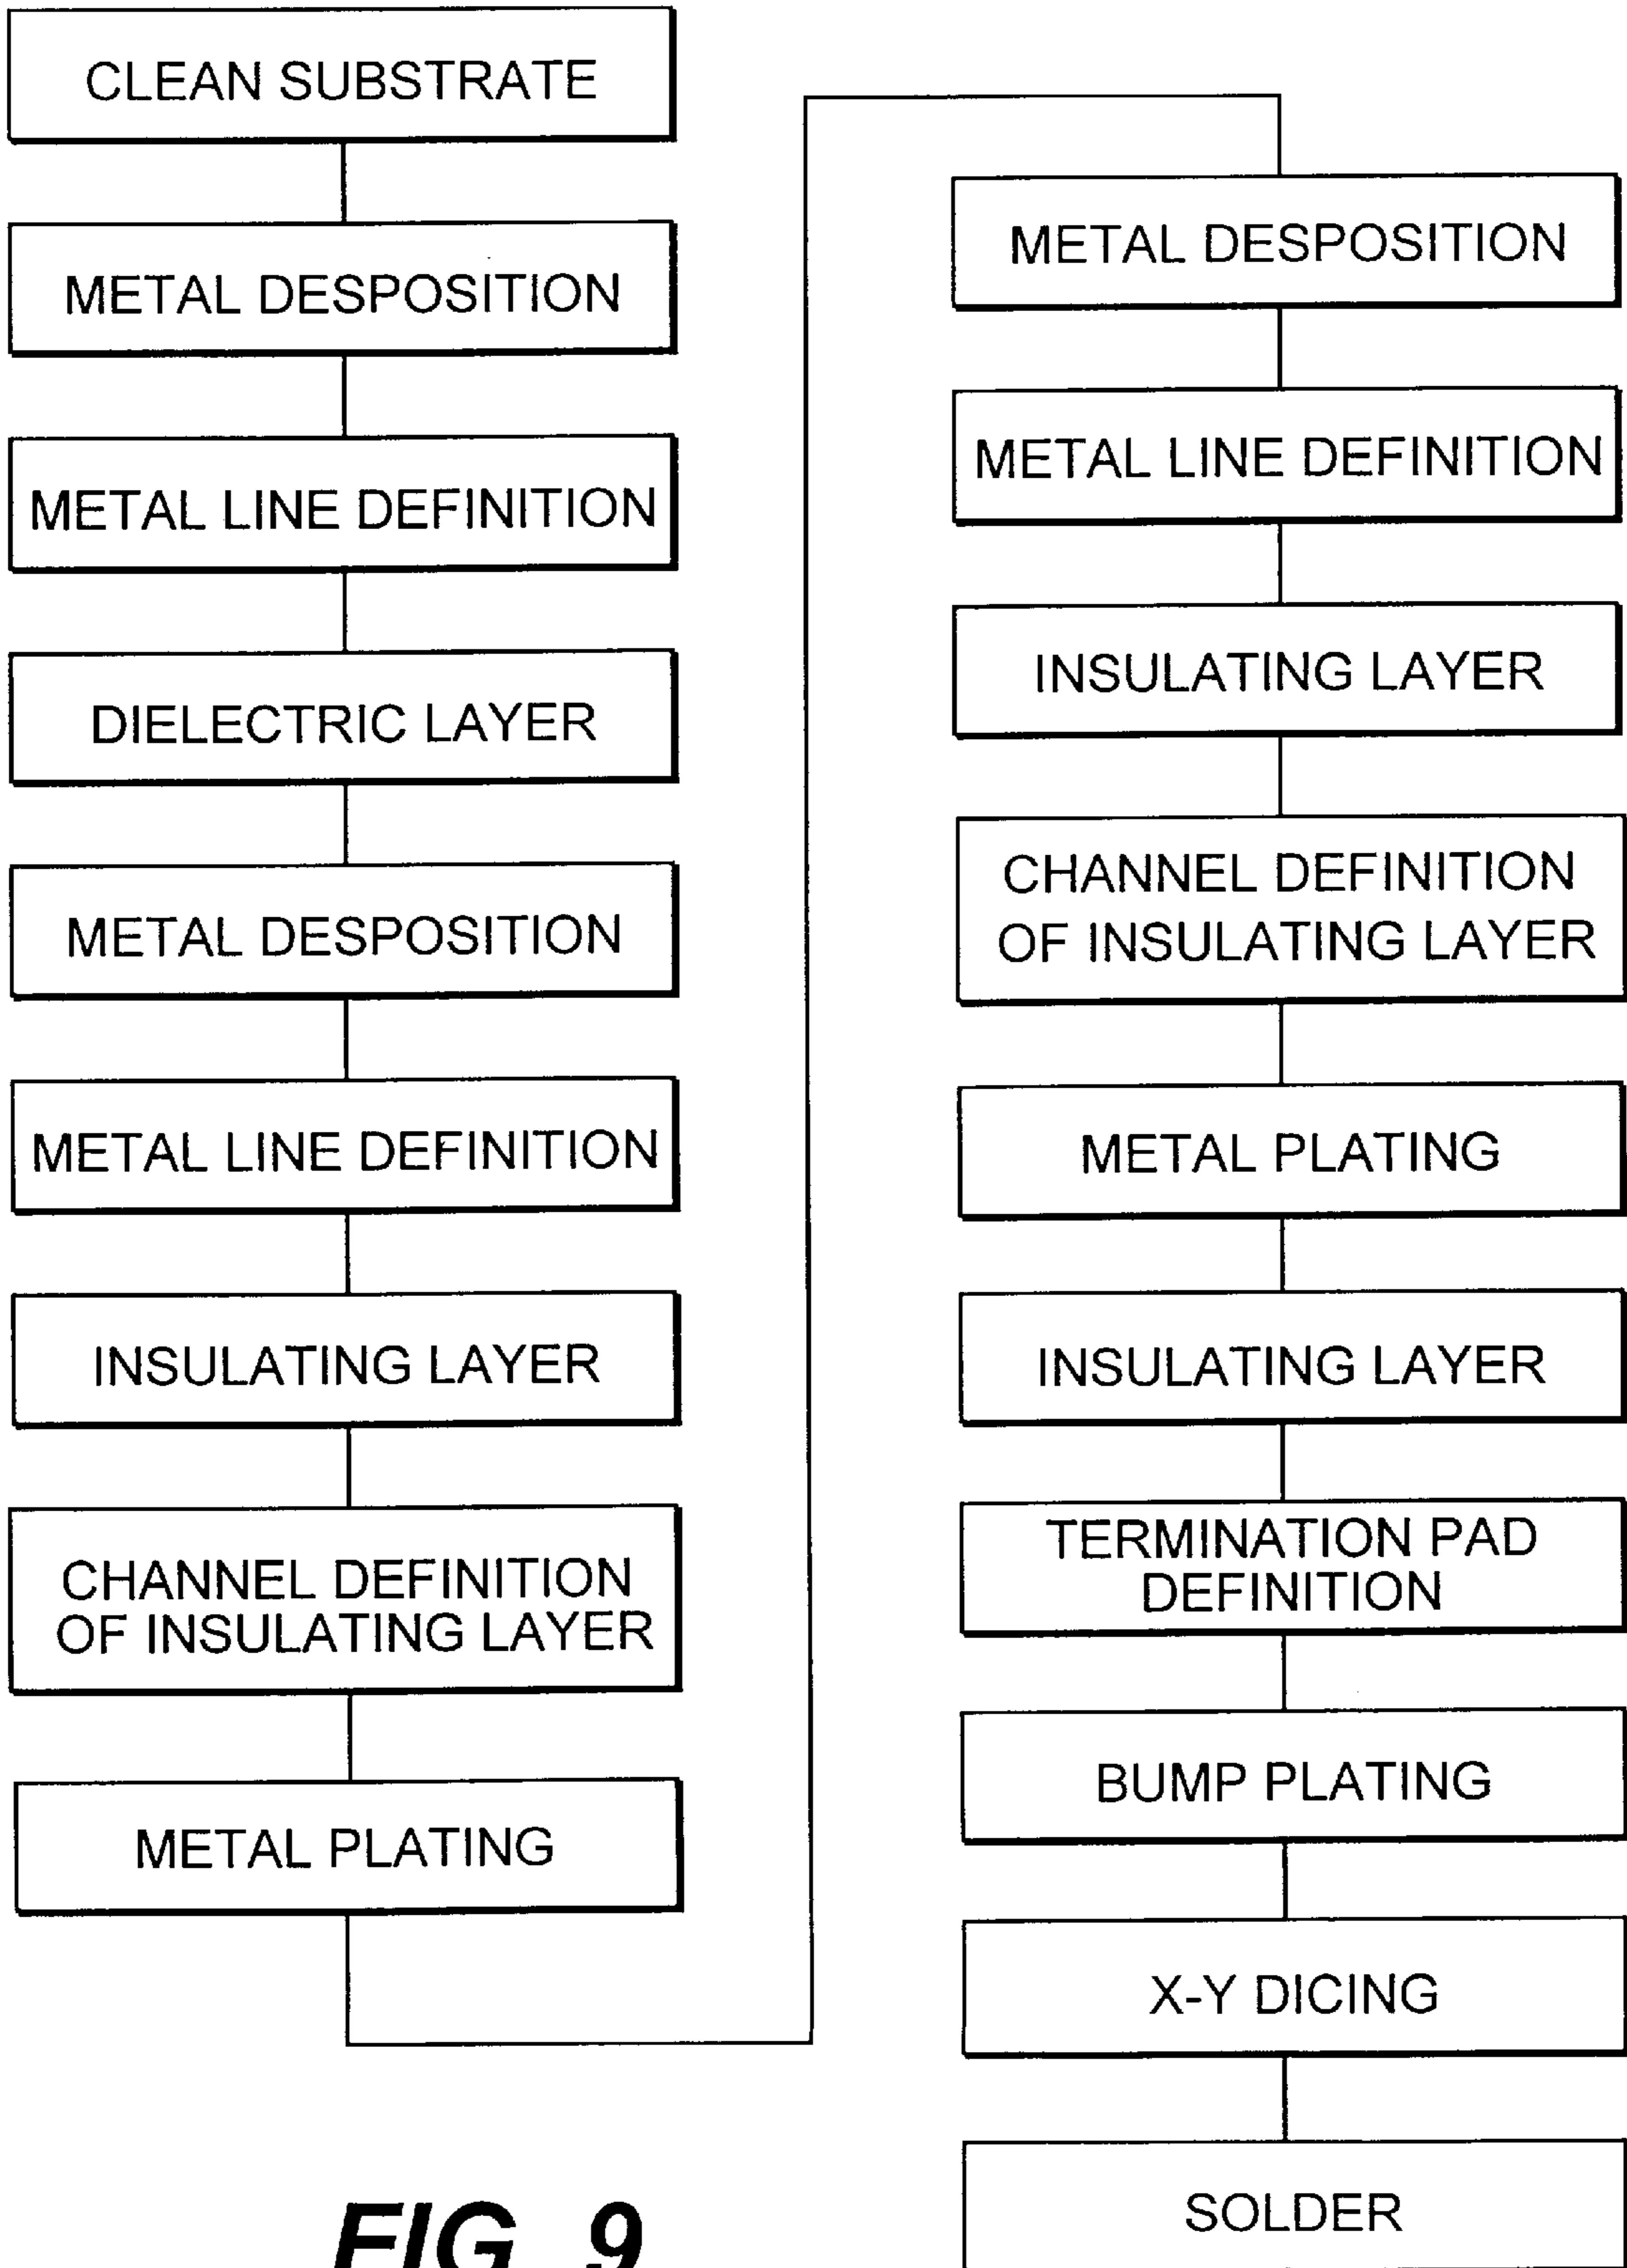 CLEAN SUBSTRATE
METAL DESPOSITION
METAL LINE DEFINITION
DIELECTRIC LAYER
METAL DESPOSITION
METAL LINE DEFINITION
INSULATING LAYER
CHANNEL DEFINITION
OF INSULATING LAYER
METAL PLATING
METAL DESPOSITION
METAL LINE DEFINITION
INSULATING LAYER
CHANNEL DEFINITION
OF INSULATING LAYER
METAL PLATING
INSULATING LAYER
TERMINATION PAD
DEFINITION
BUMP PLATING
X-Y DICING
SOLDER
FIG. 9